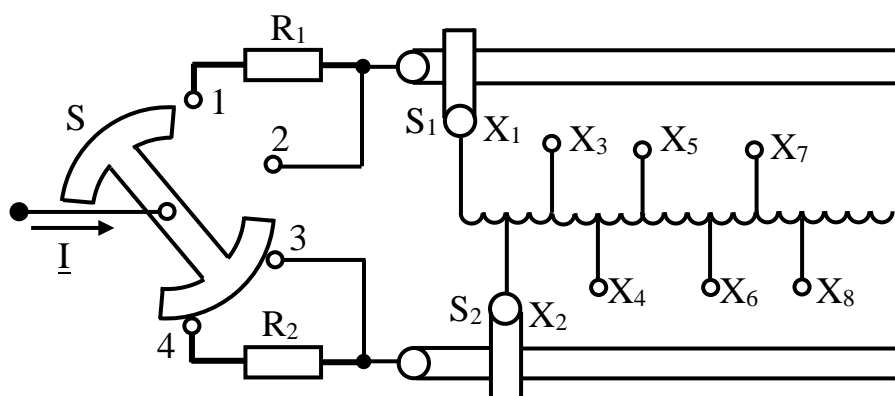 R₁
S
1
S₁
X₁
X₃
X₅
X₇
2
I
3
X₄
X₆
X₈
S₂
X₂
R₂
4